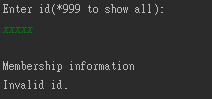 Enter id(*999 to show all):
xxxxx
Membership information
Invalid id.